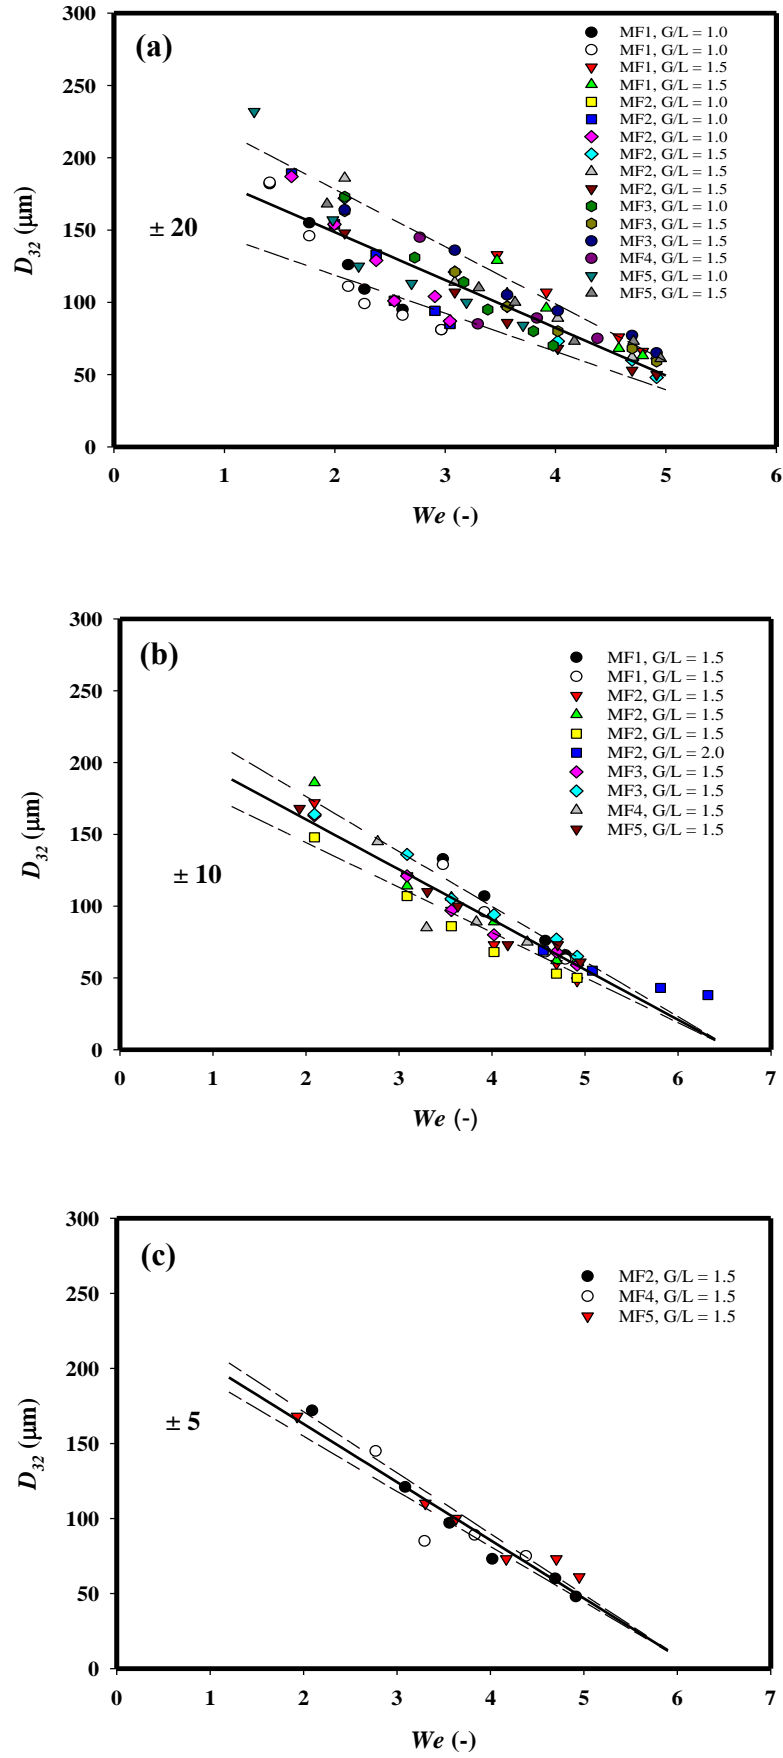 300
(a)
MF1, G/L = 1.0
MF1, G/L = 1.0
MF1, G/L = 1.5
MF1, G/L = 1.5
MF2, G/L = 1.0
MF2, G/L = 1.0
MF2, G/L = 1.0
MF2, G/L = 1.5
MF2, G/L = 1.5
MF2, G/L = 1.5
MF3, G/L = 1.0
MF3, G/L = 1.5
MF3, G/L = 1.5
MF4, G/L = 1.5
MF5, G/L = 1.0
MF5, G/L = 1.5
250
200
± 20
150
100
50
0
D32 (µm)
0 1 2 3 4 5 6
We (-)
300
(b)
MF1, G/L = 1.5
MF1, G/L = 1.5
MF2, G/L = 1.5
MF2, G/L = 1.5
MF2, G/L = 1.5
MF2, G/L = 2.0
MF3, G/L = 1.5
MF3, G/L = 1.5
MF4, G/L = 1.5
MF5, G/L = 1.5
250
200
150
± 10
100
50
0
D32 (µm)
0 1 2 3 4 5 6 7
We (-)
300
(c)
MF2, G/L = 1.5
MF4, G/L = 1.5
MF5, G/L = 1.5
250
200
± 5
150
100
50
0
D32 (µm)
0 1 2 3 4 5 6 7
We (-)